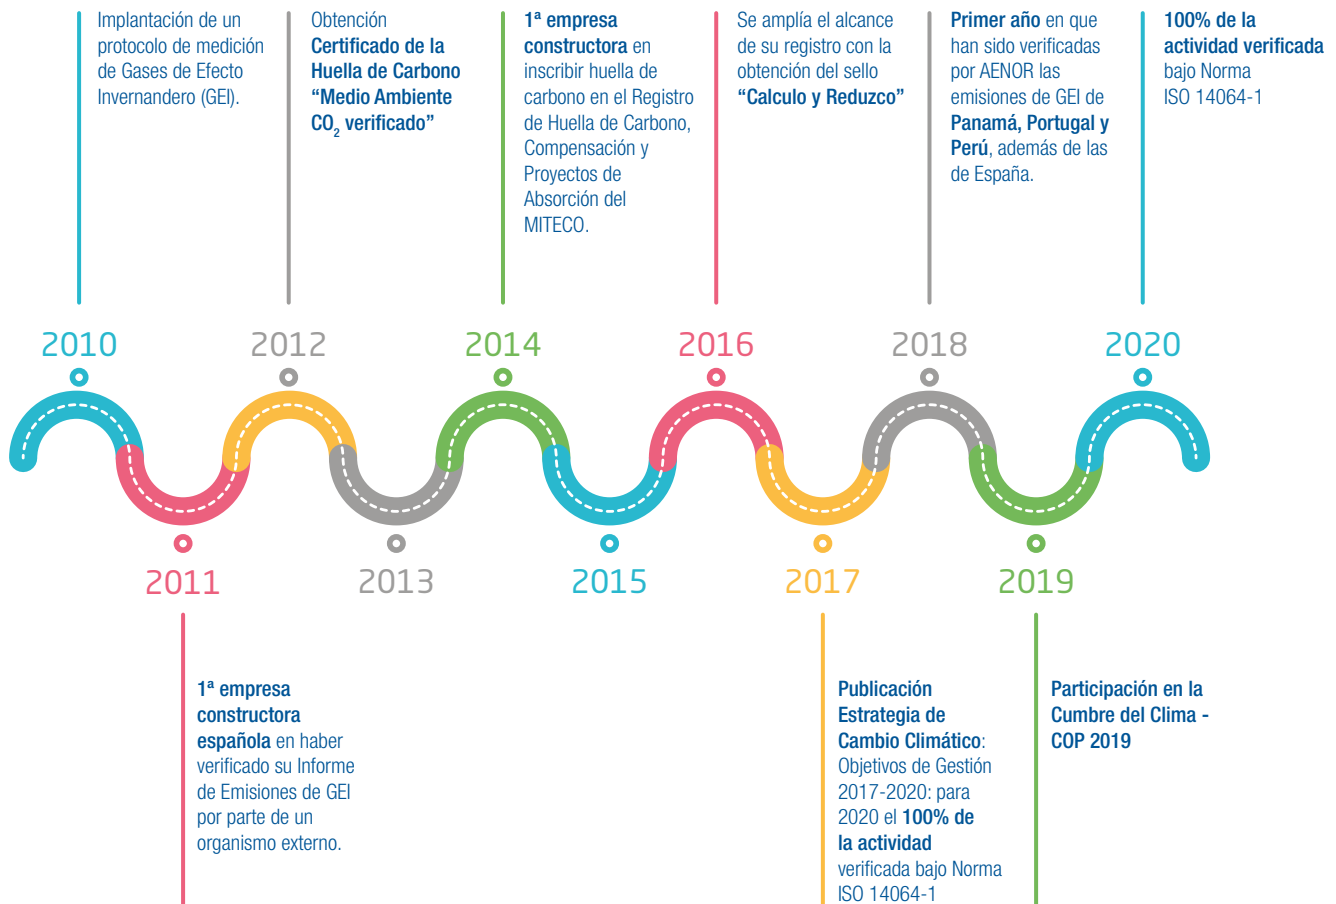 Implantación de un
protocolo de medición
de Gases de Efecto
Invernandero (GEI).
Obtención
Certificado de la
Huella de Carbono
“Medio Ambiente
CO₂ verificado”
1ª empresa
constructora en
inscribir huella de
carbono en el Registro
de Huella de Carbono,
Compensación y
Proyectos de
Absorción del
MITECO.
Se amplía el alcance
de su registro con la
obtención del sello
“Calculo y Reduzco”
Primer año en que
han sido verificadas
por AENOR las
emisiones de GEI de
Panamá, Portugal y
Perú, además de las
de España.
100% de la
actividad verificada
bajo Norma
ISO 14064-1
2010
2012
2014
2016
2018
2020
2011
2013
2015
2017
2019
1ª empresa
constructora
española en haber
verificado su Informe
de Emisiones de GEI
por parte de un
organismo externo.
Publicación
Estrategia de
Cambio Climático:
Objetivos de Gestión
2017-2020: para
2020 el 100% de
la actividad
verificada bajo Norma
ISO 14064-1
Participación en la
Cumbre del Clima -
COP 2019